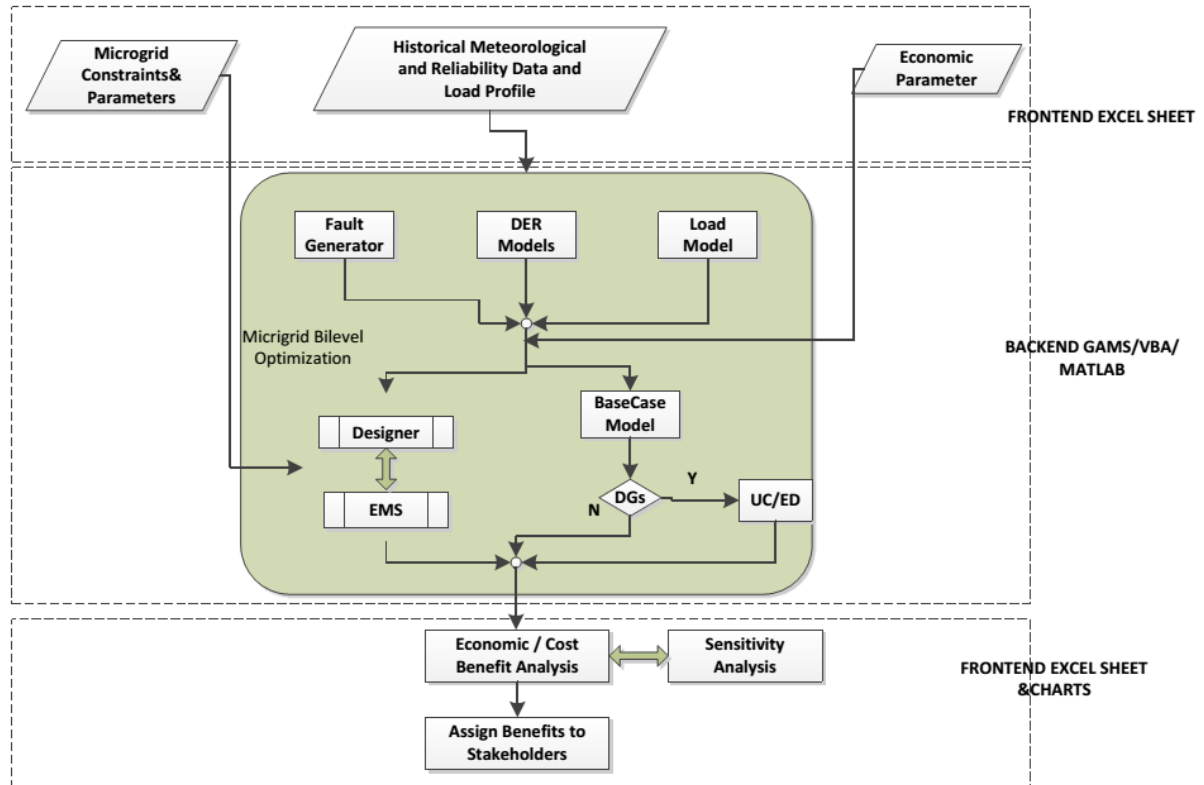 Microgrid
Constraints&
Parameters
Historical Meteorological
and Reliability Data and
Load Profile
Economic
Parameter
FRONTEND EXCEL SHEET
Fault
Generator
DER
Models
Load
Model
Micrigrid Bilevel
Optimization
BACKEND GAMS/VBA/
MATLAB
BaseCase
Model
Designer
Y
DGs
N
UC/ED
EMS
Economic / Cost
Benefit Analysis
Sensitivity
Analysis
FRONTEND EXCEL SHEET
&CHARTS
Assign Benefits to
Stakeholders